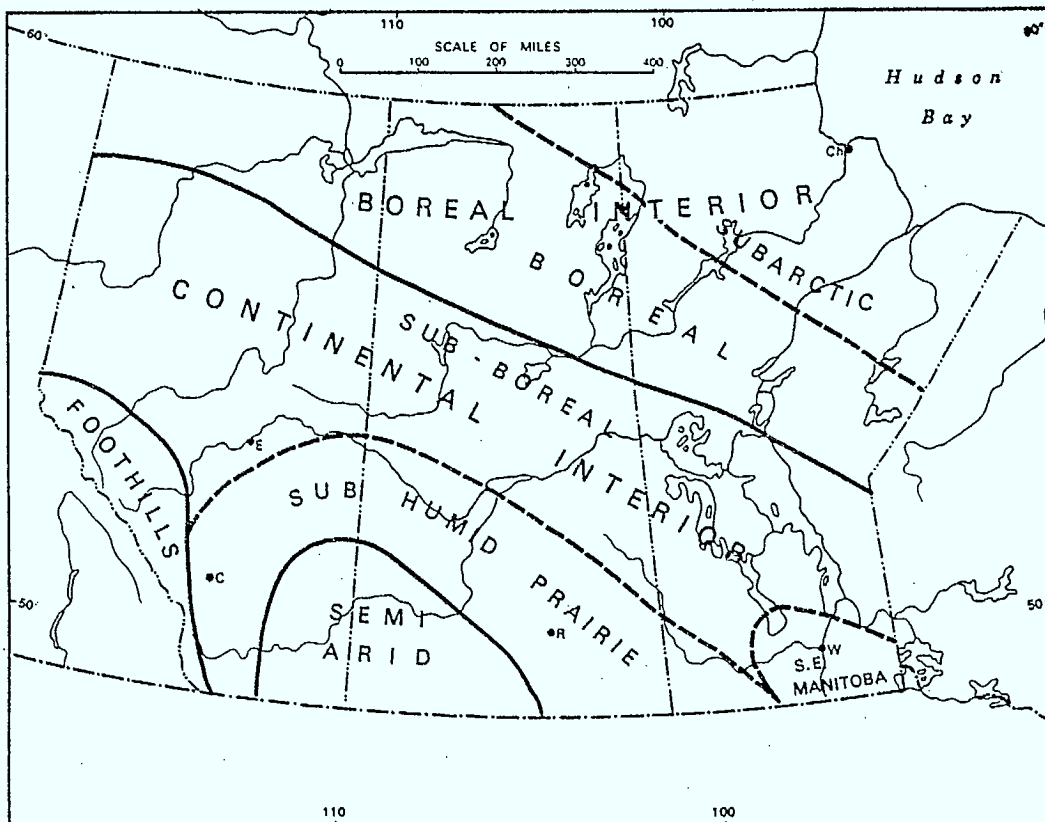 110
100
60°
60°
SCALE OF MILES
0 100 200 300 400
Hudson
Bay
Ch
BOREAL INTERIOR
SUBARCTIC
BOREAL
CONTINENTAL INTERIOR
SUB-BOREAL
FOOTHILLS
E
SUB HUMID PRAIRIE
C
50°
50
SEMI
ARID
R
W
S.E.
MANITOBA
110
100